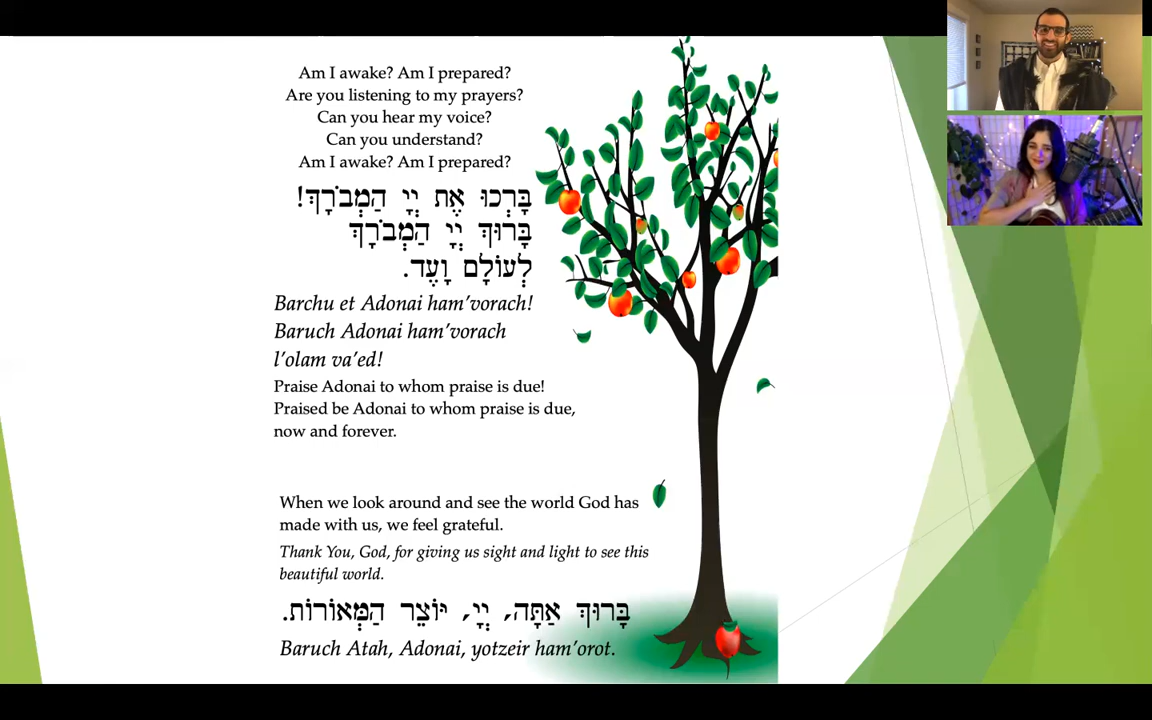 Am I awake? Am I prepared?
Are you listening to my prayers?
Can you hear my voice?
Can you understand?
Am I awake? Am I prepared?
בָּרְכוּ אֶת יְיָ הַמְבֹרָךְ!
בָּרוּךְ יְיָ הַמְבֹרָךְ
לְעוֹלָם וָעֶד.
Barchu et Adonai ham’vorach!
Baruch Adonai ham’vorach
l’olam va’ed!
Praise Adonai to whom praise is due!
Praised be Adonai to whom praise is due,
now and forever.
When we look around and see the world God has
made with us, we feel grateful.
Thank You, God, for giving us sight and light to see this
beautiful world.
בָּרוּךְ אַתָּה, יְיָ, יוֹצֵר הַמְּאוֹרוֹת.
Baruch Atah, Adonai, yotzeir ham’orot.